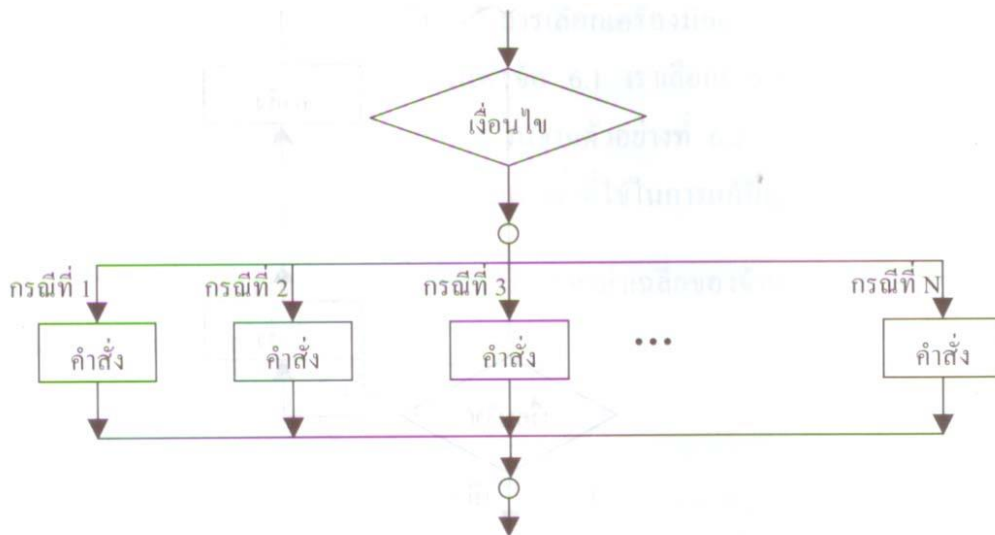 เงื่อนไข
กรณีที่ 1 กรณีที่ 2 กรณีที่ 3 กรณีที่ N
คำสั่ง คำสั่ง คำสั่ง ... คำสั่ง